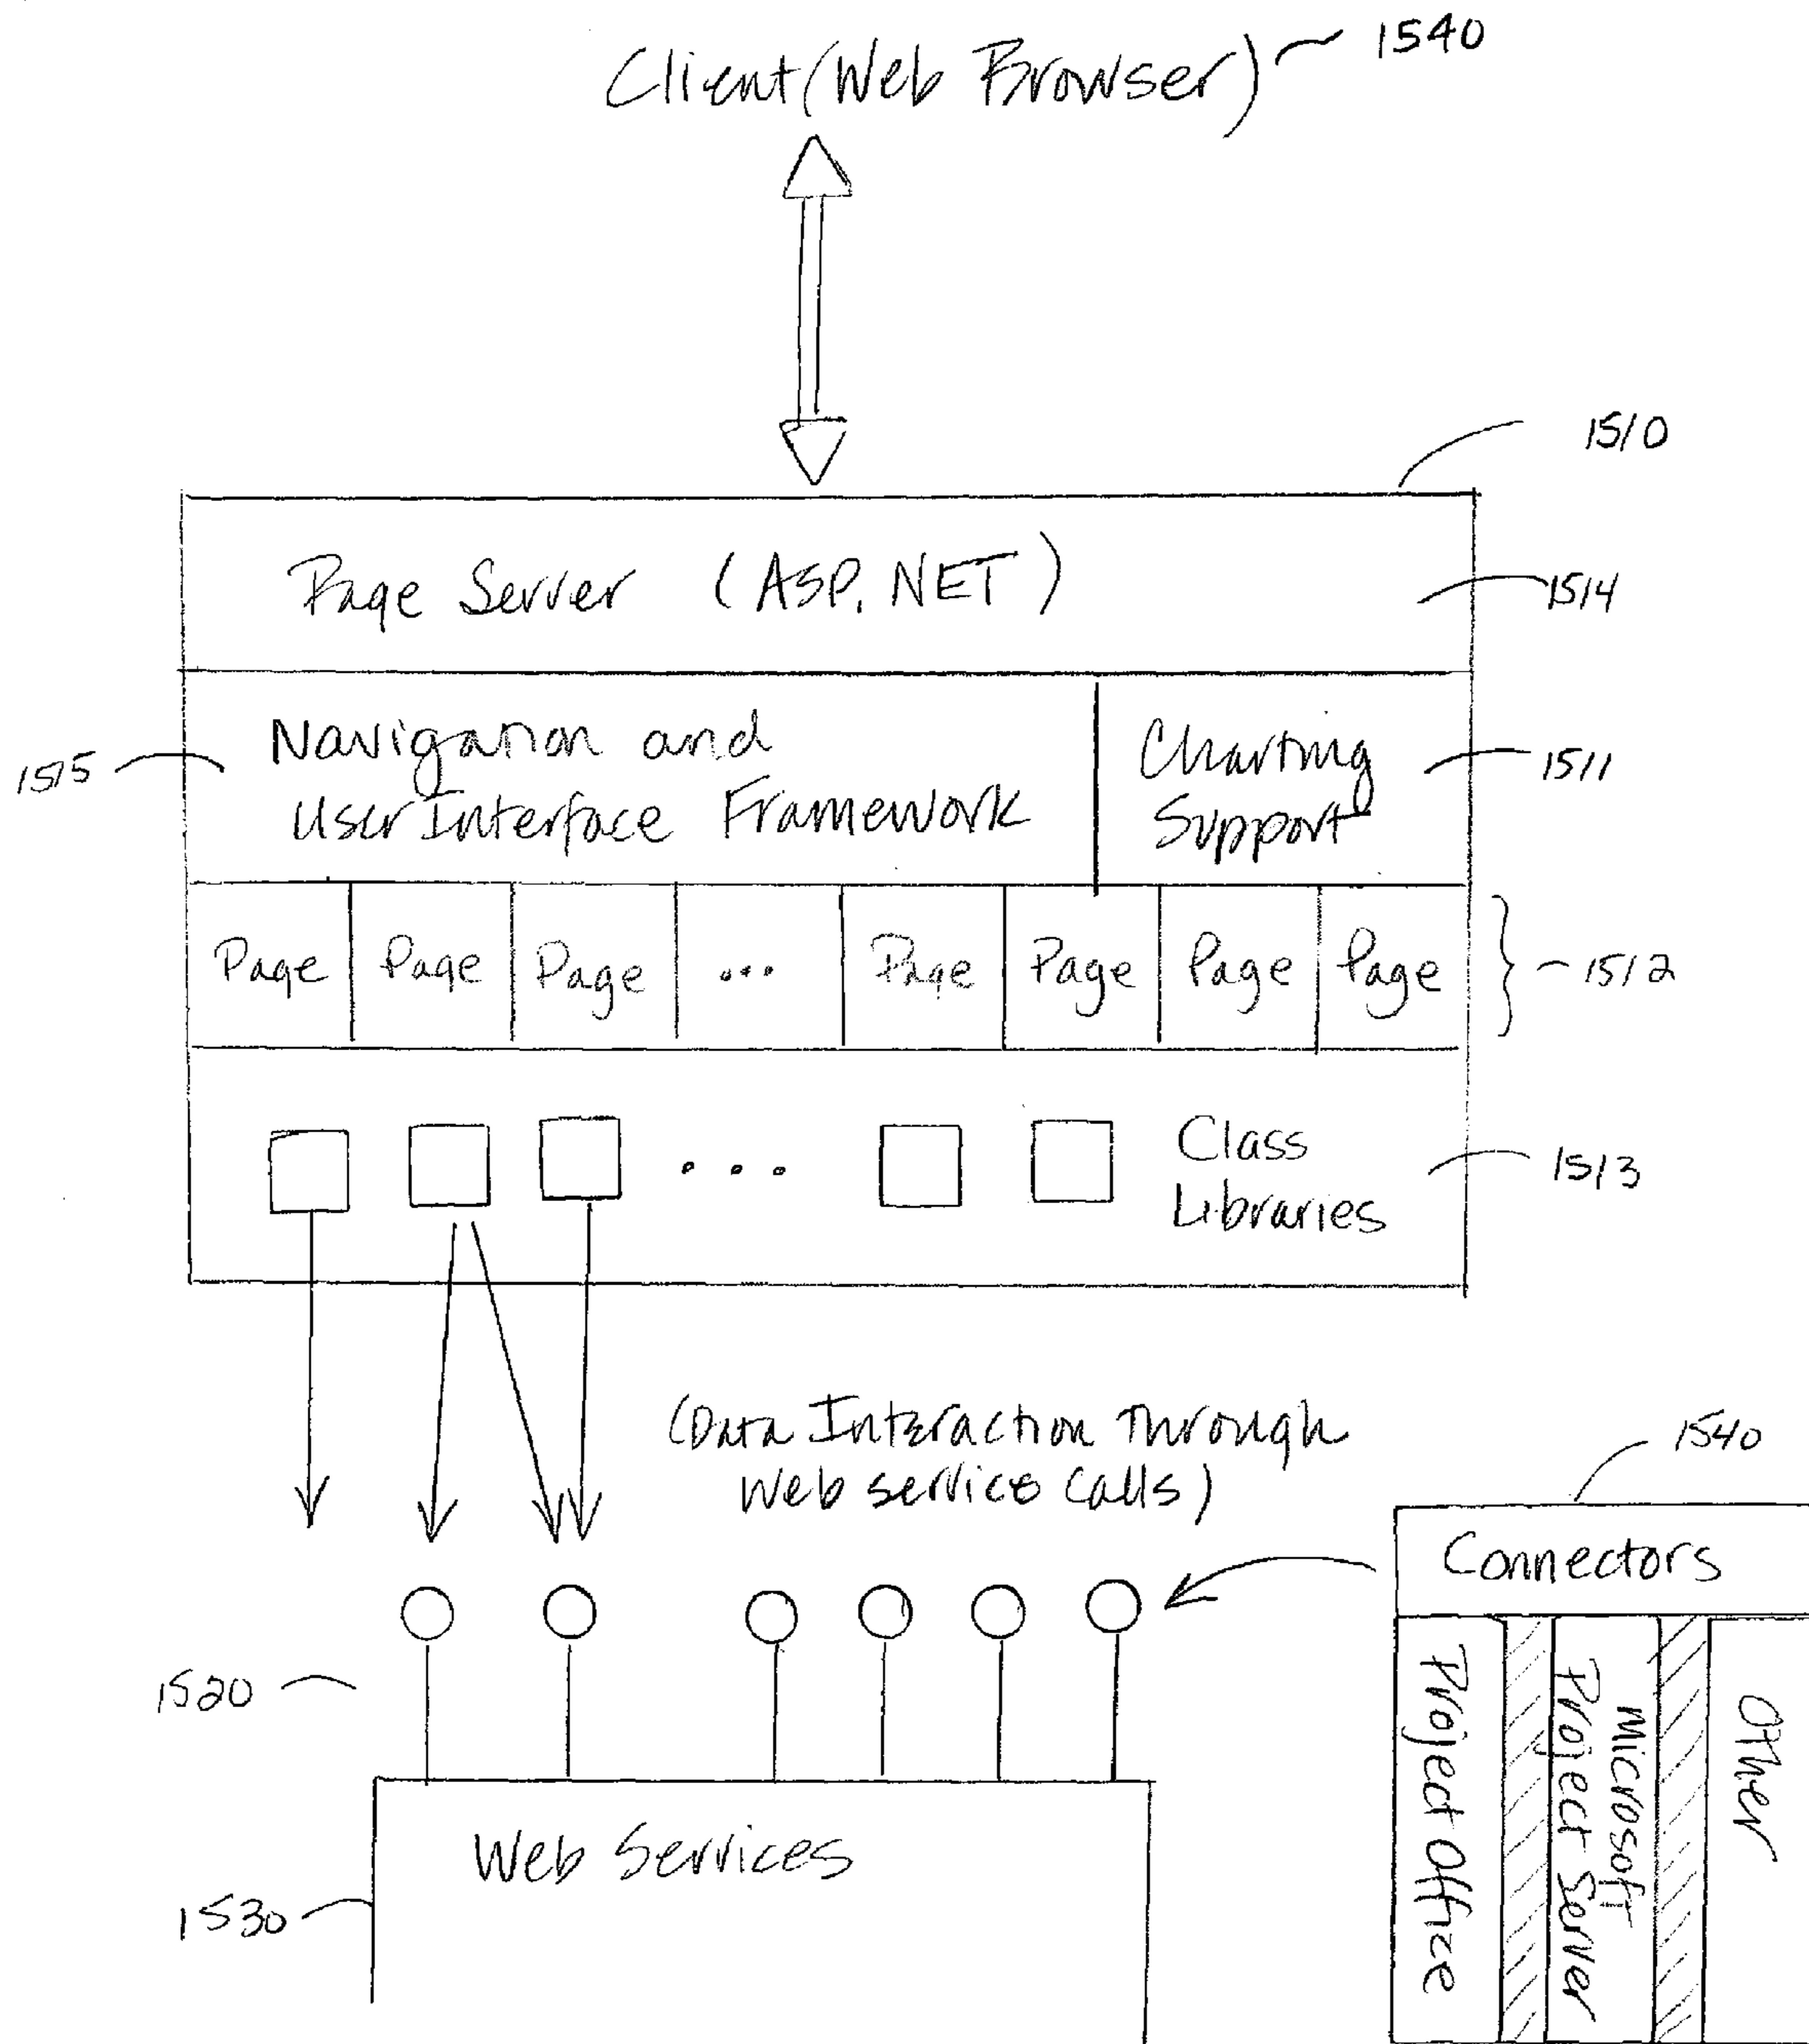 Client (Web Browser) 1540
1510
Page Server (ASP.NET)
1514
1515
Navigation and
User Interface Framework
Charting
Support
1511
Page Page Page ... Page Page Page Page
1512
. . .
Class
Libraries
1513
(Data Interaction Through
Web service calls)
1540
Connectors
Project Office
Microsoft
Project Server
Other
1520
Web Services
1530